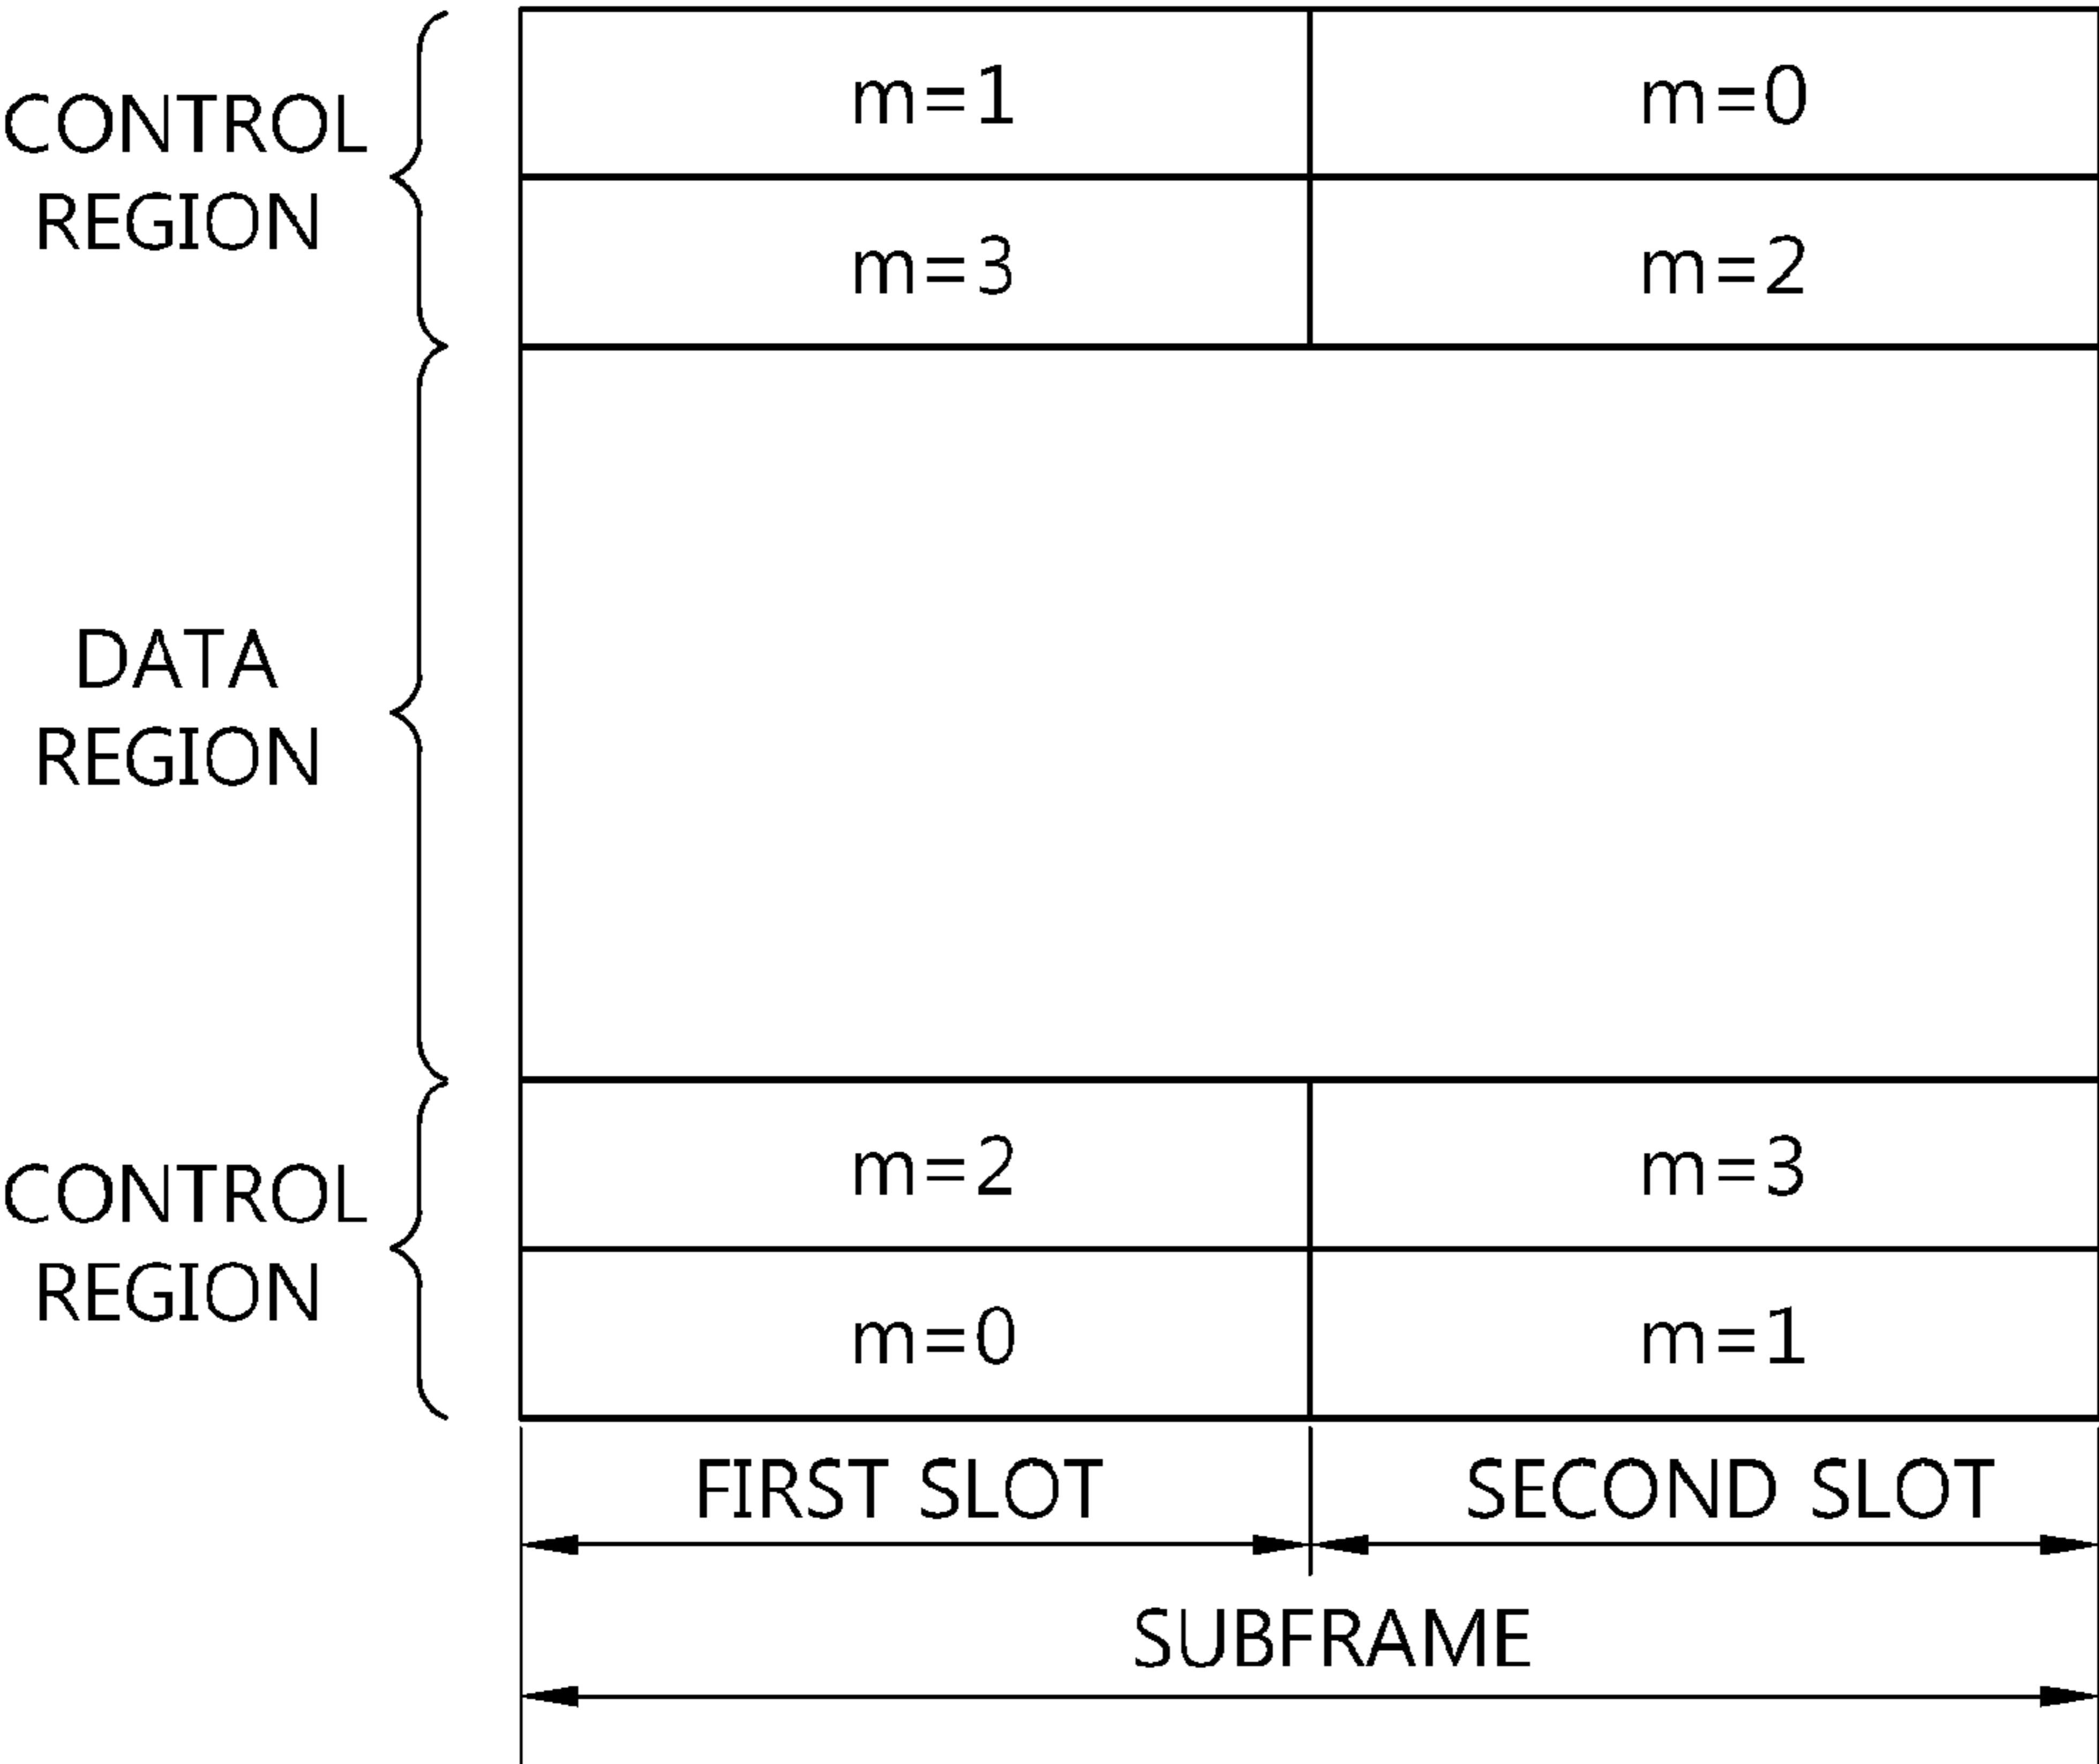 CONTROL
REGION
m=1 m=0
m=3 m=2
DATA
REGION
CONTROL
REGION
m=2 m=3
m=0 m=1
FIRST SLOT SECOND SLOT
SUBFRAME